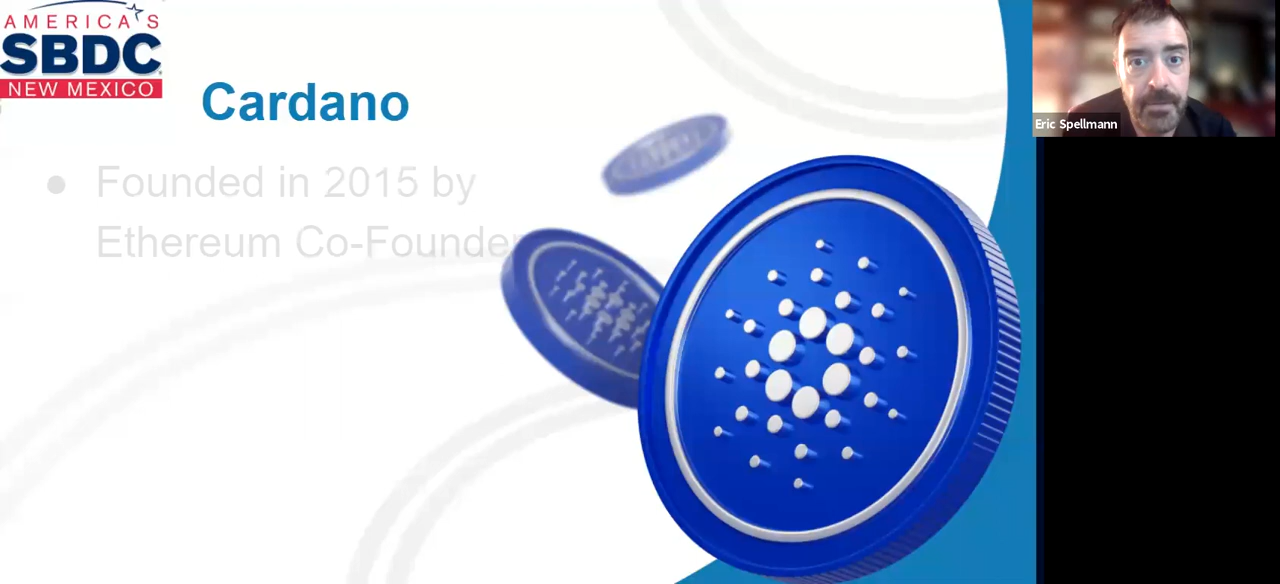 AMERICA'S
SBDC
NEW MEXICO
Cardano
● Founded in 2015 by
Ethereum Co-Founder
Eric Spellmann